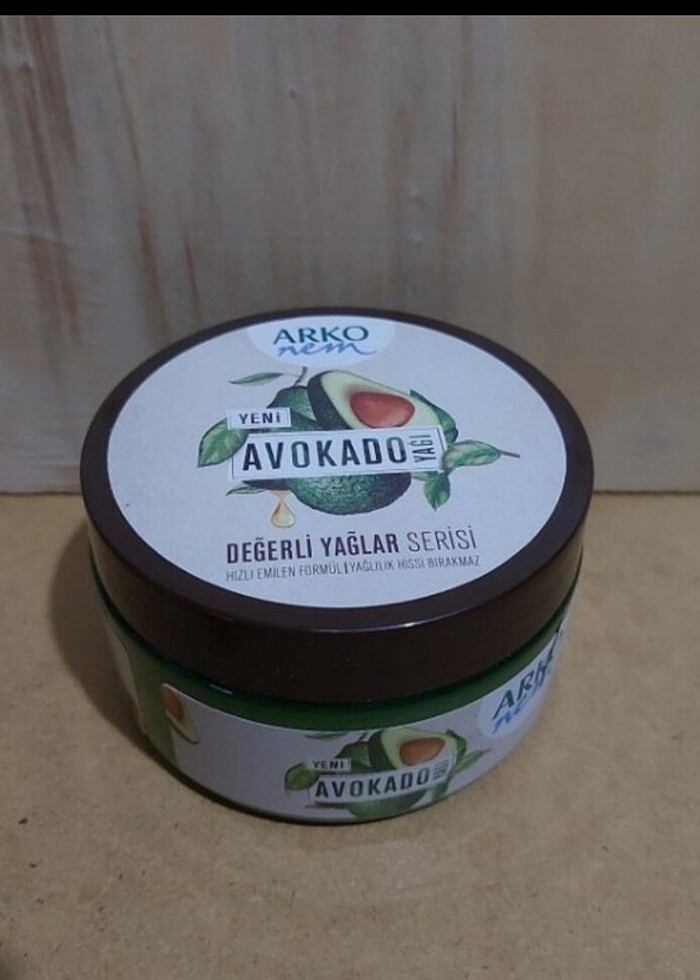 ARKO
nem
YENİ
AVOKADO
YAĞI
DEĞERLİ YAĞLAR SERİSİ
HIZLI EMİLEN FORMÜL | YAĞLILIK HİSSİ BIRAKMAZ
ARKO
nem
YENİ
AVOKADO